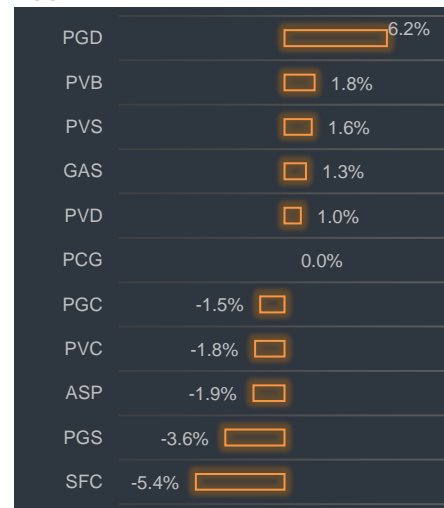 PGD 6.2%
PVB 1.8%
PVS 1.6%
GAS 1.3%
PVD 1.0%
PCG 0.0%
PGC -1.5%
PVC -1.8%
ASP -1.9%
PGS -3.6%
SFC -5.4%